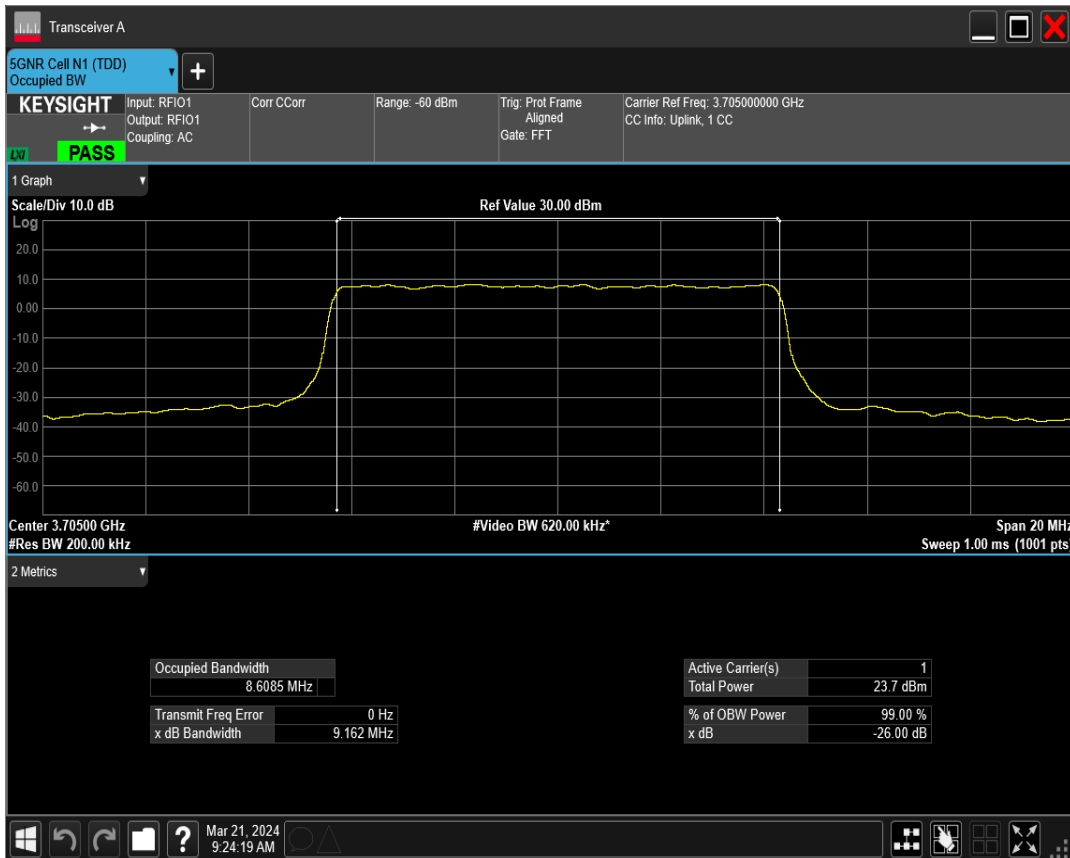 Transceiver A
5GNR Cell N1 (TDD)
Occupied BW
+
KEYSIGHT
LXI
PASS
Input: RFIO1
Output: RFIO1
Coupling: AC
Corr CCorr
Range: -60 dBm
Trig: Prot Frame
Aligned
Gate: FFT
Carrier Ref Freq: 3.705000000 GHz
CC Info: Uplink, 1 CC
1 Graph
Scale/Div 10.0 dB
Ref Value 30.00 dBm
Log
20.0
10.0
0.00
-10.0
-20.0
-30.0
-40.0
-50.0
-60.0
Center 3.70500 GHz
#Video BW 620.00 kHz*
Span 20 MHz
#Res BW 200.00 kHz
Sweep 1.00 ms (1001 pts)
2 Metrics
Occupied Bandwidth
8.6085 MHz
Transmit Freq Error 0 Hz
x dB Bandwidth 9.162 MHz
Active Carrier(s) 1
Total Power 23.7 dBm
% of OBW Power 99.00 %
x dB -26.00 dB
?
Mar 21, 2024
9:24:19 AM